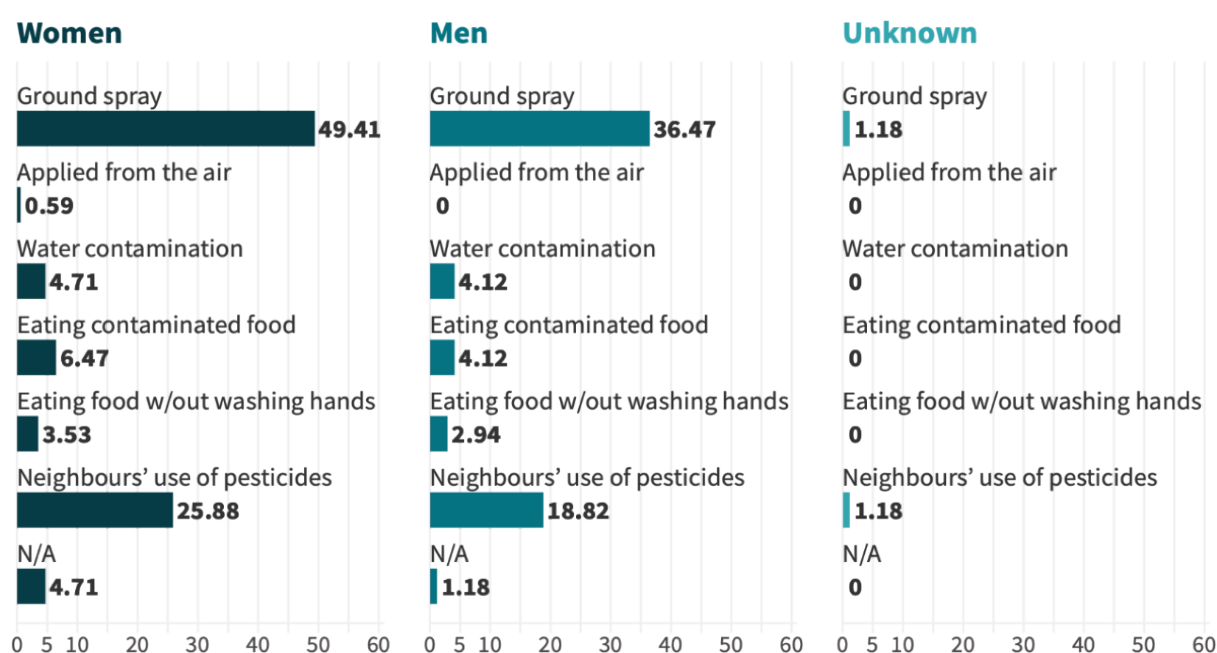 Women
Ground spray
49.41
Applied from the air
0.59
Water contamination
4.71
Eating contaminated food
6.47
Eating food w/out washing hands
3.53
Neighbours’ use of pesticides
25.88
N/A
4.71
0 5 10 20 30 40 50 60
Men
Ground spray
36.47
Applied from the air
0
Water contamination
4.12
Eating contaminated food
4.12
Eating food w/out washing hands
2.94
Neighbours’ use of pesticides
18.82
N/A
1.18
0 5 10 20 30 40 50 60
Unknown
Ground spray
1.18
Applied from the air
0
Water contamination
0
Eating contaminated food
0
Eating food w/out washing hands
0
Neighbours’ use of pesticides
1.18
N/A
0
0 5 10 20 30 40 50 60